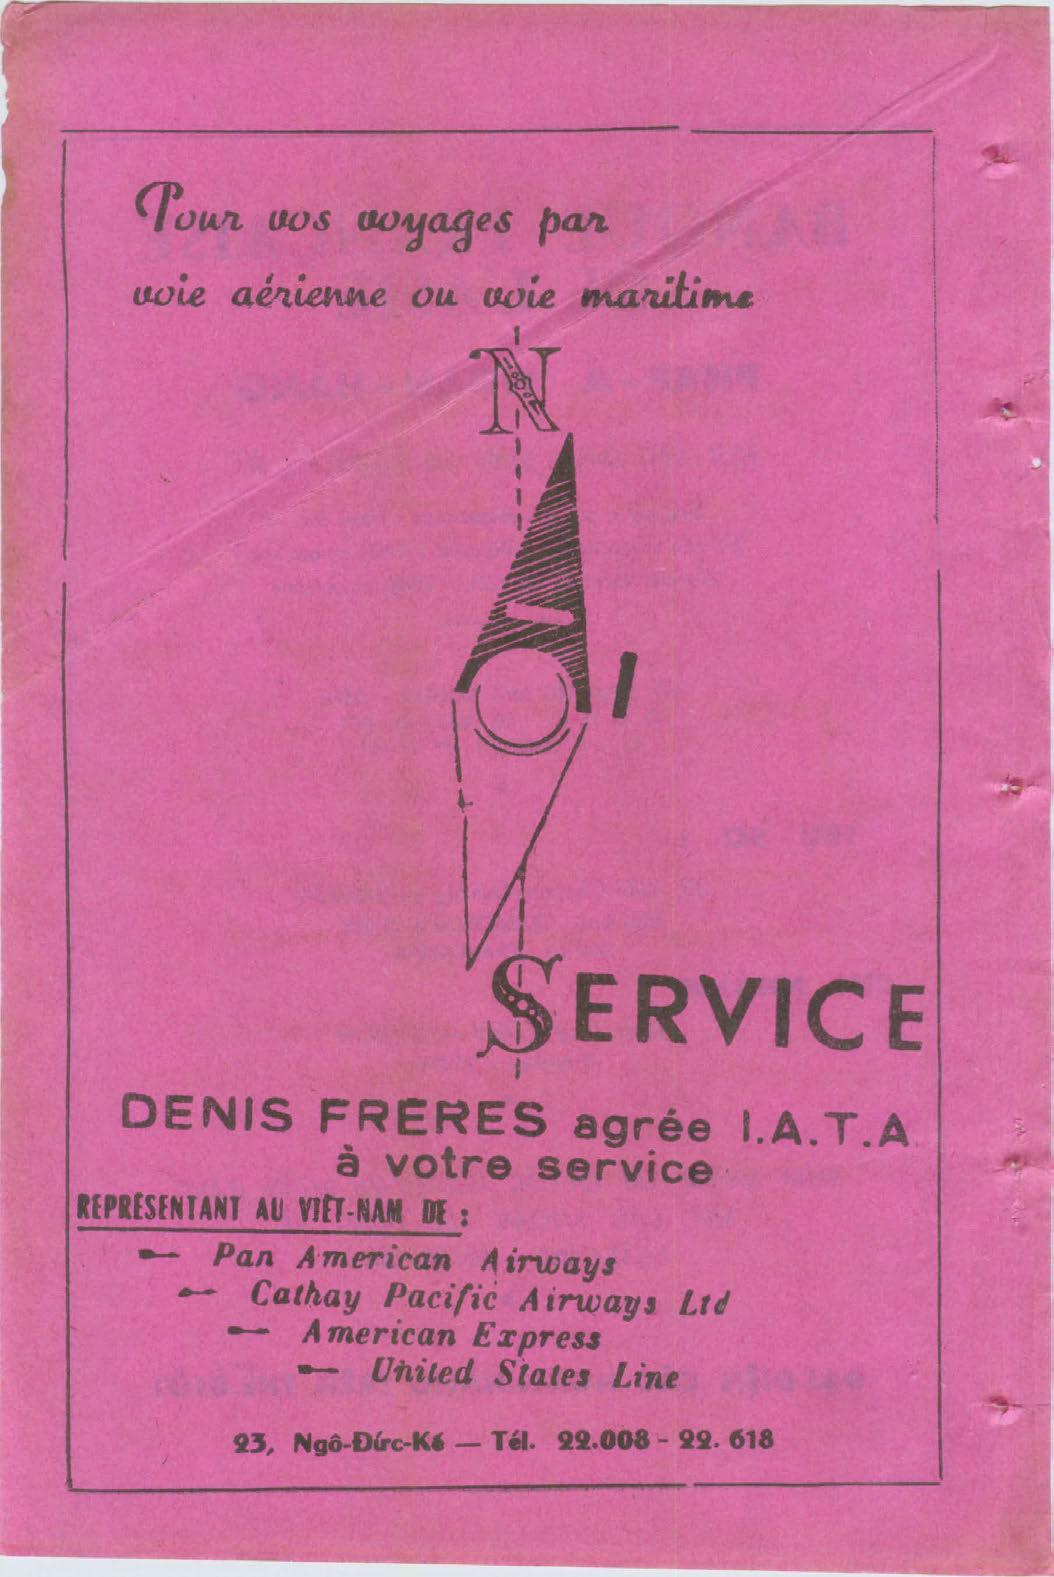 Pour vos voyages par
voie aérienne ou voie maritime
N
SERVICE
DENIS FRÈRES agrée I.A.T.A.
à votre service
REPRÉSENTANT AU VIÊT-NAM DE :
— Pan American Airways
— Cathay Pacific Airways Ltd
— American Express
— United States Line
23, Ngô-Đức-Kế — Tél. 22.008 - 22. 618